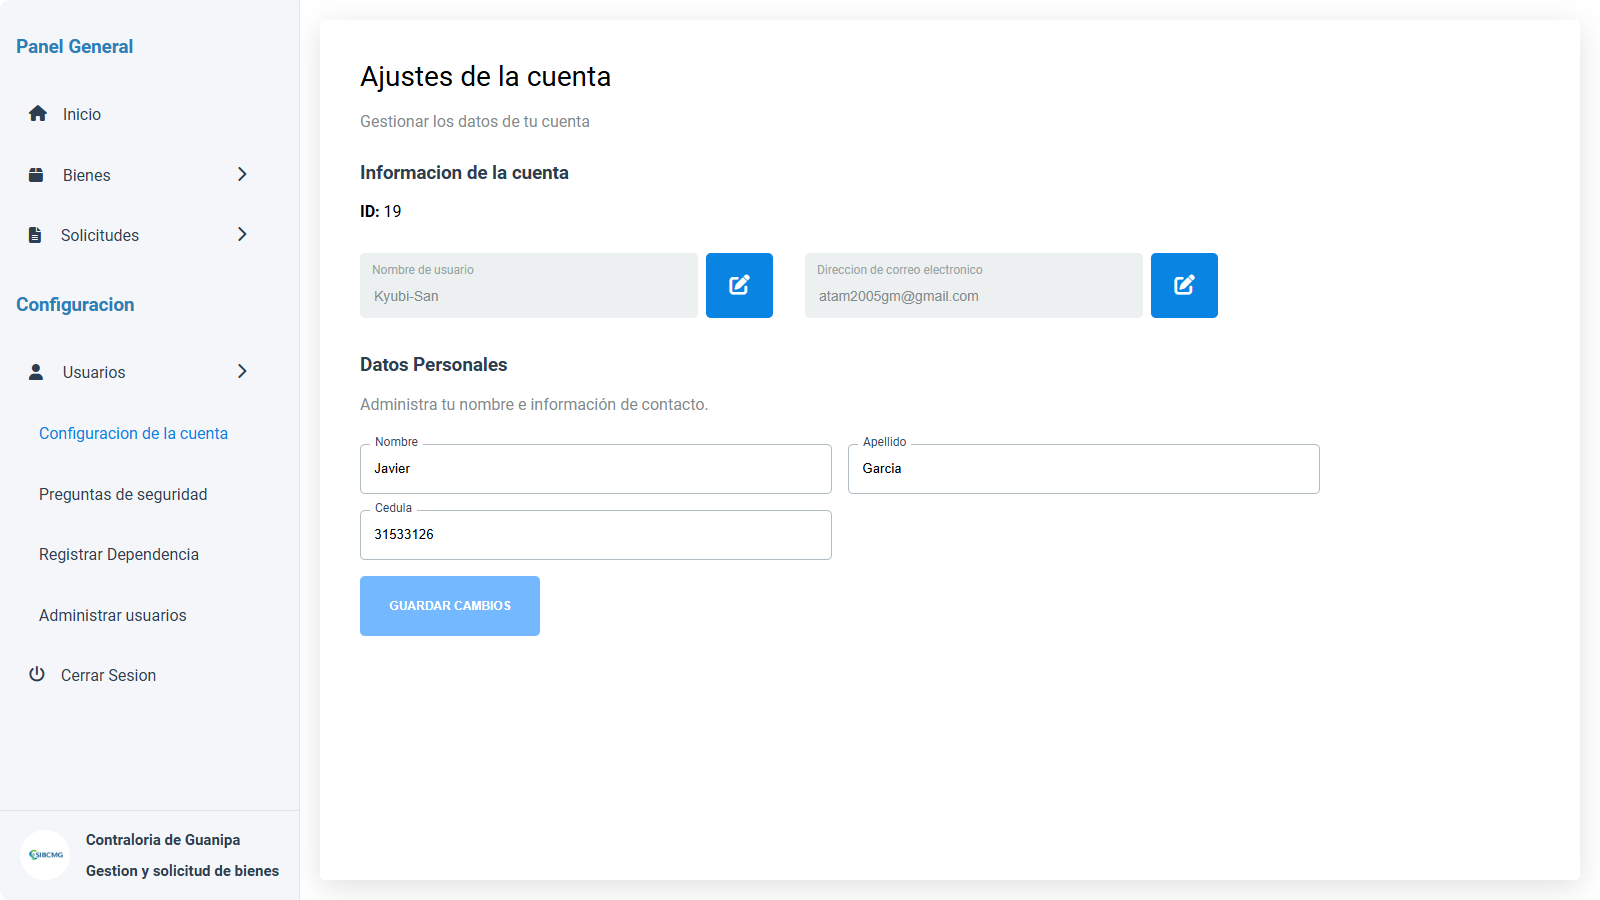 Panel General
Inicio
Bienes
Solicitudes
Configuracion
Usuarios
Configuracion de la cuenta
Preguntas de seguridad
Registrar Dependencia
Administrar usuarios
Cerrar Sesion
SIBCMG
Contraloria de Guanipa
Gestion y solicitud de bienes
Ajustes de la cuenta
Gestionar los datos de tu cuenta
Informacion de la cuenta
ID: 19
Nombre de usuario
Kyubi-San
Direccion de correo electronico
atam2005gm@gmail.com
Datos Personales
Administra tu nombre e información de contacto.
Nombre
Javier
Apellido
Garcia
Cedula
31533126
GUARDAR CAMBIOS